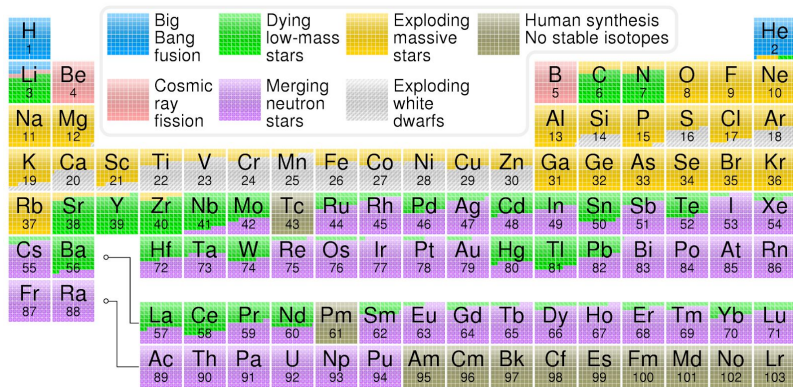 H
1
Big
Bang
fusion
Dying
low-mass
stars
Exploding
massive
stars
Human synthesis
No stable isotopes
He
2
Li
3
Be
4
Cosmic
ray
fission
Merging
neutron
stars
Exploding
white
dwarfs
B C N O F Ne
5 6 7 8 9 10
Na Mg Al Si P S Cl Ar
11 12 13 14 15 16 17 18
K Ca Sc Ti V Cr Mn Fe Co Ni Cu Zn Ga Ge As Se Br Kr
19 20 21 22 23 24 25 26 27 28 29 30 31 32 33 34 35 36
Rb Sr Y Zr Nb Mo Tc Ru Rh Pd Ag Cd In Sn Sb Te I Xe
37 38 39 40 41 42 43 44 45 46 47 48 49 50 51 52 53 54
Cs Ba Hf Ta W Re Os Ir Pt Au Hg Tl Pb Bi Po At Rn
55 56 72 73 74 75 76 77 78 79 80 81 82 83 84 85 86
Fr Ra
87 88
La Ce Pr Nd Pm Sm Eu Gd Tb Dy Ho Er Tm Yb Lu
57 58 59 60 61 62 63 64 65 66 67 68 69 70 71
Ac Th Pa U Np Pu Am Cm Bk Cf Es Fm Md No Lr
89 90 91 92 93 94 95 96 97 98 99 100 101 102 103